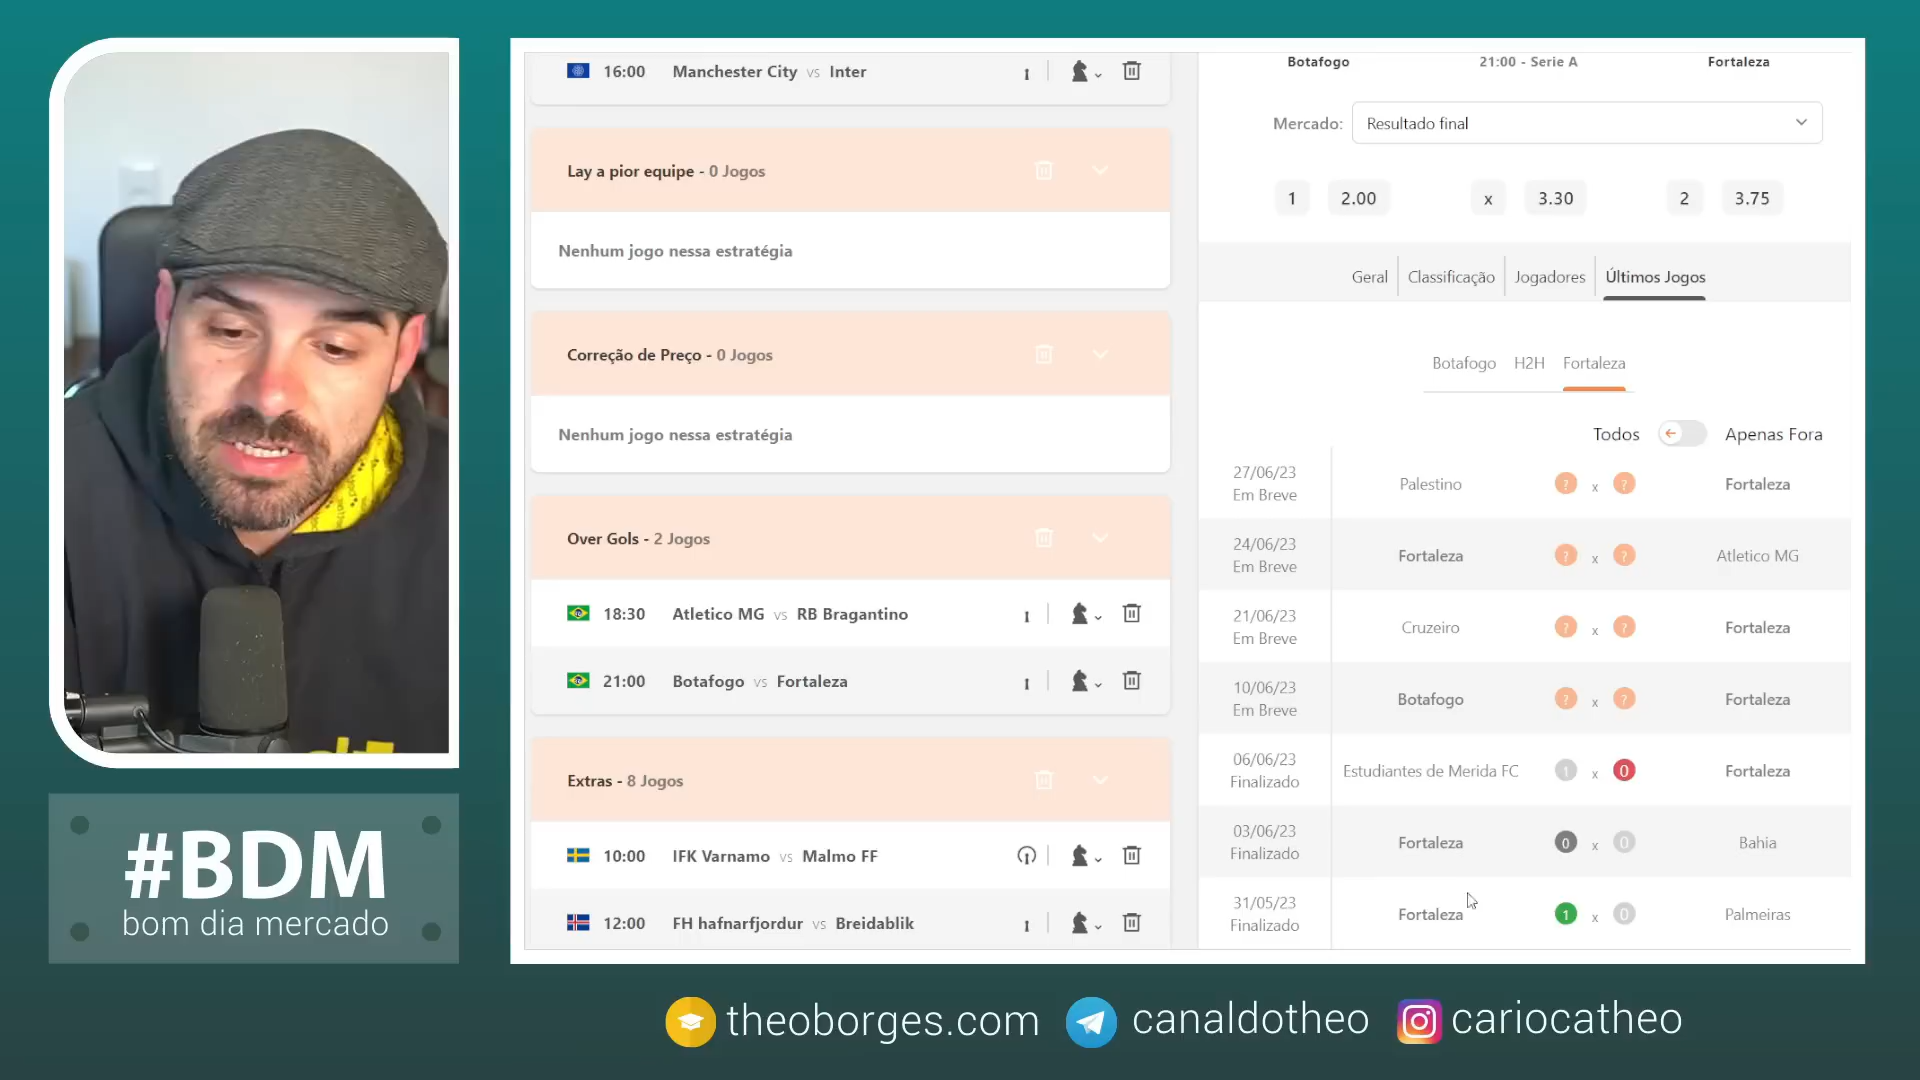 16:00 Manchester City vs Inter
Lay a pior equipe - 0 Jogos
Nenhum jogo nessa estratégia
Correção de Preço - 0 Jogos
Nenhum jogo nessa estratégia
Over Gols - 2 Jogos
18:30 Atletico MG vs RB Bragantino
21:00 Botafogo vs Fortaleza
Extras - 8 Jogos
10:00 IFK Varnamo vs Malmo FF
12:00 FH hafnarfjordur vs Breidablik
Botafogo 21:00 - Serie A Fortaleza
Mercado: Resultado final
1 2.00 x 3.30 2 3.75
Geral Classificação Jogadores Últimos Jogos
Botafogo H2H Fortaleza
Todos Apenas Fora
27/06/23
Em Breve
Palestino ? x ? Fortaleza
24/06/23
Em Breve
Fortaleza ? x ? Atletico MG
21/06/23
Em Breve
Cruzeiro ? x ? Fortaleza
10/06/23
Em Breve
Botafogo ? x ? Fortaleza
06/06/23
Finalizado
Estudiantes de Merida FC 1 x 0 Fortaleza
03/06/23
Finalizado
Fortaleza 0 x 0 Bahia
31/05/23
Finalizado
Fortaleza 1 x 0 Palmeiras
#BDM
bom dia mercado
theoborges.com canaldotheo cariocatheo